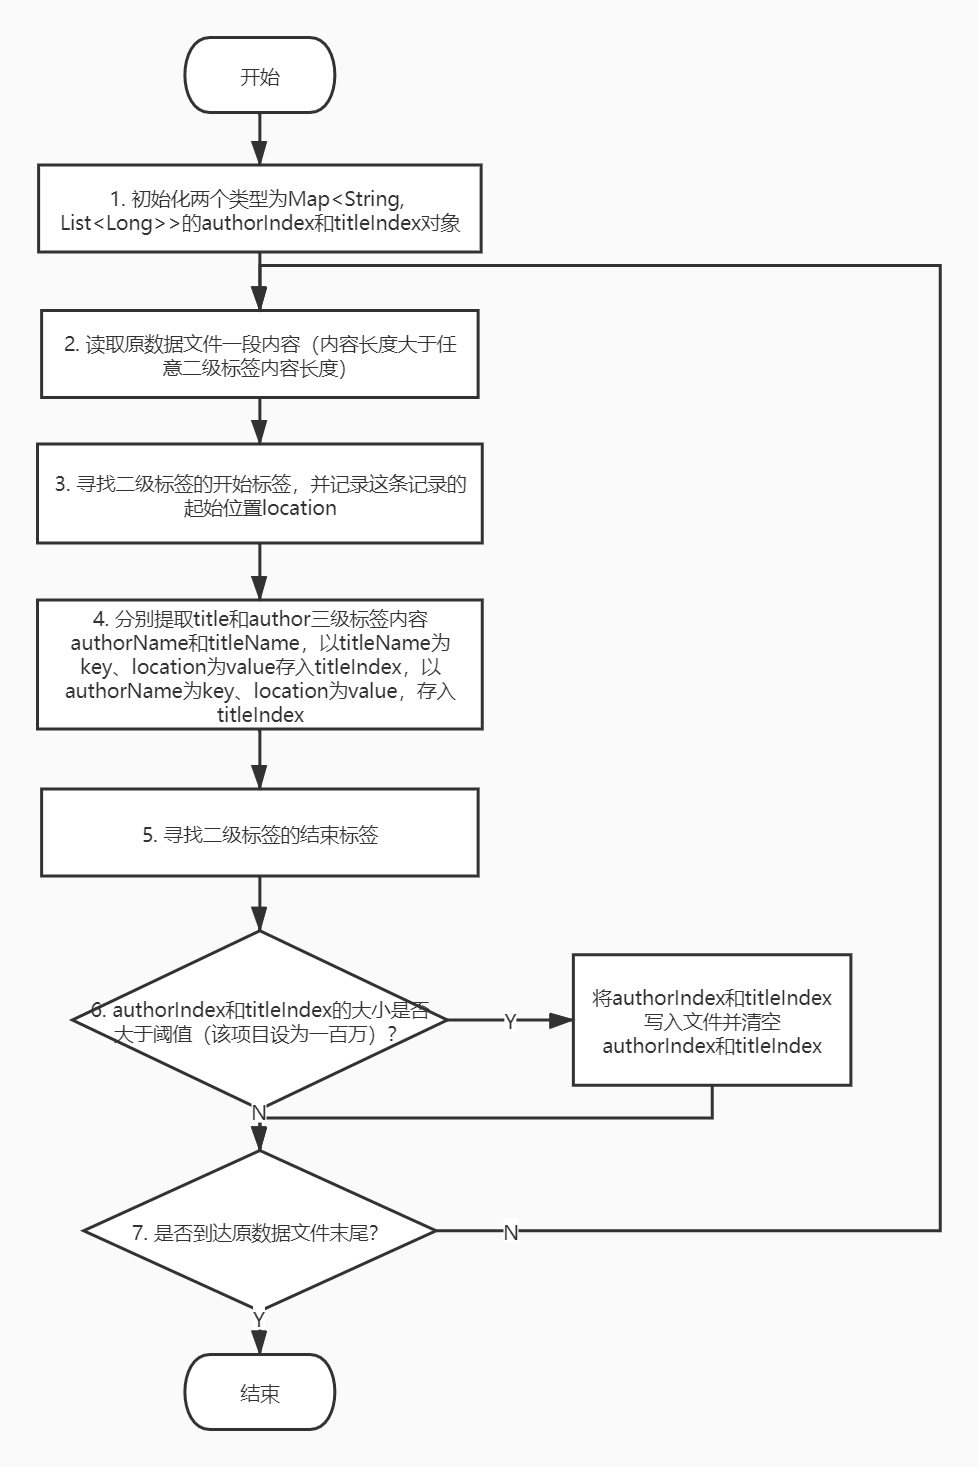 开始
1. 初始化两个类型为Map<String,
List<Long>>的authorIndex和titleIndex对象
2. 读取原数据文件一段内容（内容长度大于任
意二级标签内容长度）
3. 寻找二级标签的开始标签，并记录这条记录的
起始位置location
4. 分别提取title和author三级标签内容
authorName和titleName，以titleName为
key、location为value存入titleIndex，以
authorName为key、location为value，存入
titleIndex
5. 寻找二级标签的结束标签
6. authorIndex和titleIndex的大小是否
大于阈值（该项目设为一百万）？
Y
将authorIndex和titleIndex
写入文件并清空
authorIndex和titleIndex
N
7. 是否到达原数据文件末尾？
N
Y
结束